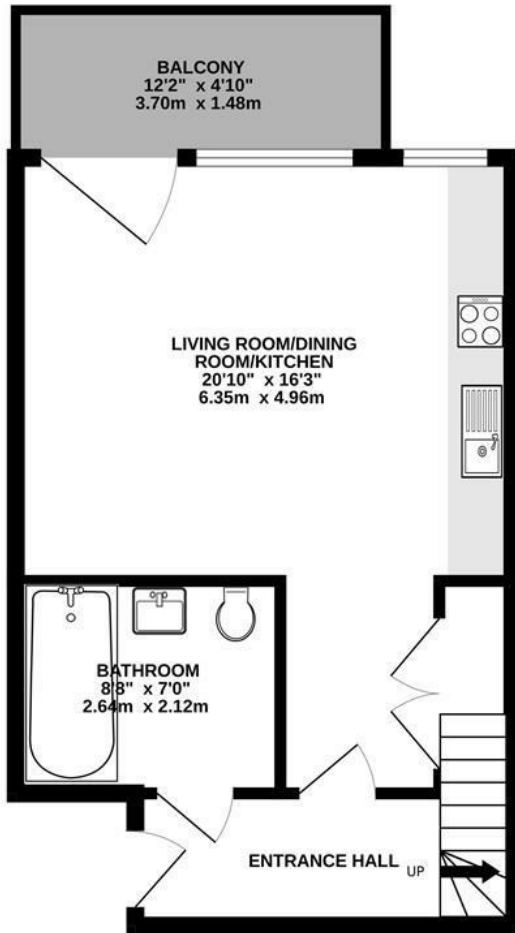 BALCONY
12'2" x 4'10"
3.70m x 1.48m
LIVING ROOM/DINING
ROOM/KITCHEN
20'10" x 16'3"
6.35m x 4.96m
BATHROOM
8'8" x 7'0"
2.64m x 2.12m
ENTRANCE HALL
UP